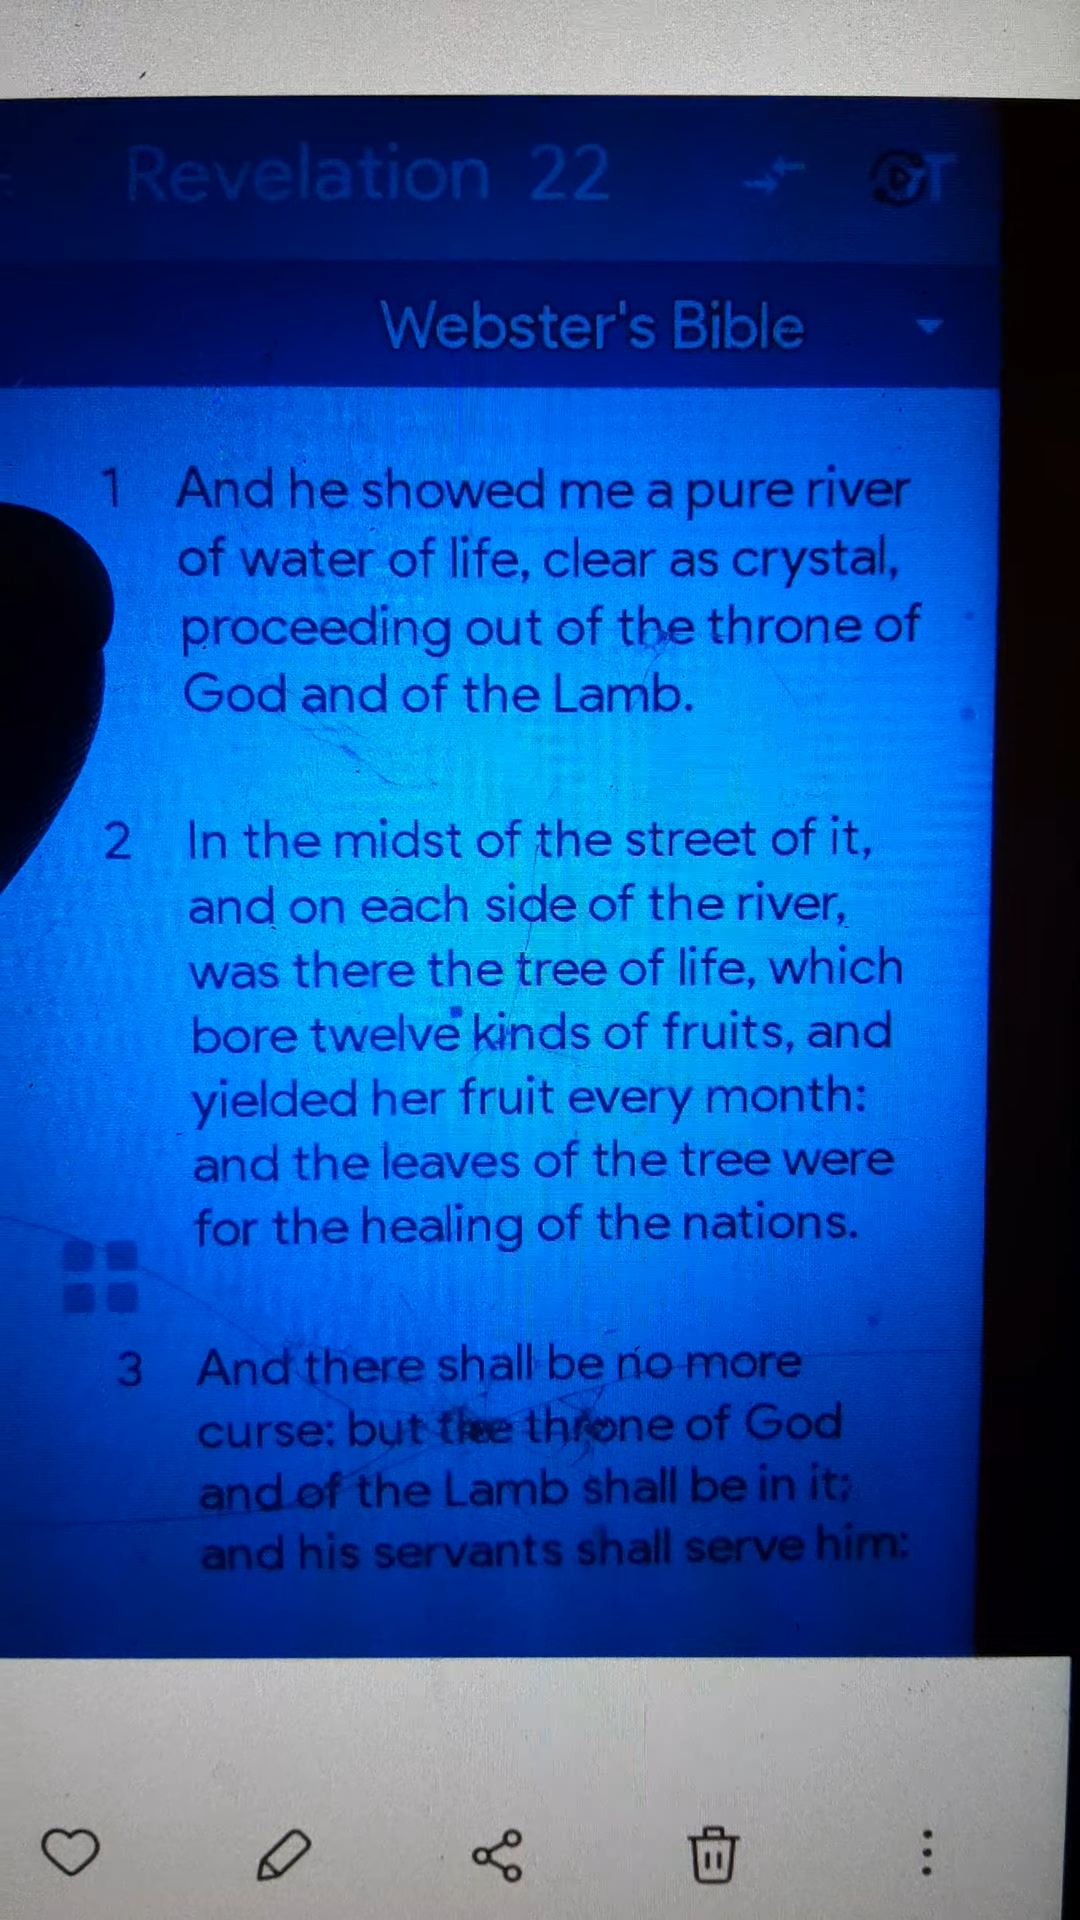 Revelation 22
Webster's Bible
1 And he showed me a pure river
of water of life, clear as crystal,
proceeding out of the throne of
God and of the Lamb.
2 In the midst of the street of it,
and on each side of the river,
was there the tree of life, which
bore twelve kinds of fruits, and
yielded her fruit every month:
and the leaves of the tree were
for the healing of the nations.
3 And there shall be no more
curse: but the throne of God
and of the Lamb shall be in it;
and his servants shall serve him: